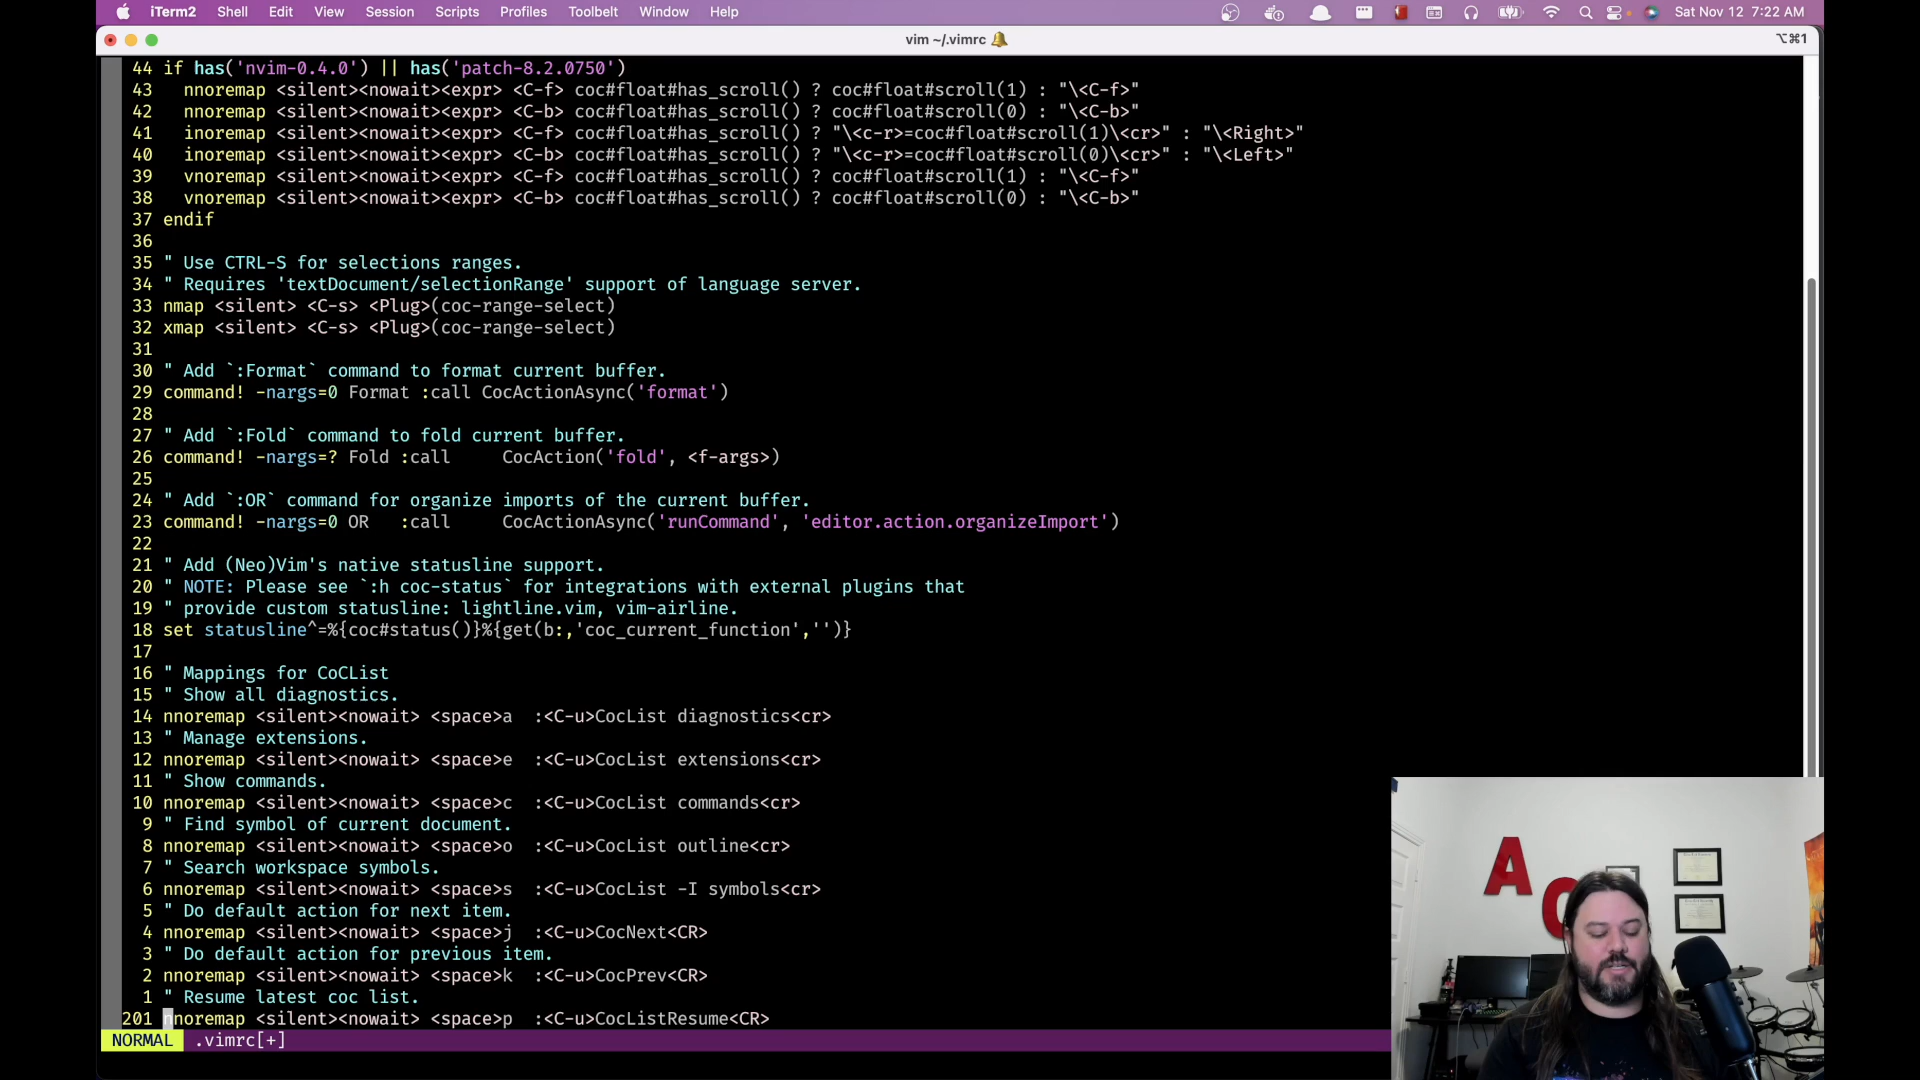 iTerm2 Shell Edit View Session Scripts Profiles Toolbelt Window Help Sat Nov 12 7:22 AM
vim ~/.vimrc 🔔 ⌥⌘1
44 if has('nvim-0.4.0') || has('patch-8.2.0750')
43   nnoremap <silent><nowait><expr> <C-f> coc#float#has_scroll() ? coc#float#scroll(1) : "\<C-f>"
42   nnoremap <silent><nowait><expr> <C-b> coc#float#has_scroll() ? coc#float#scroll(0) : "\<C-b>"
41   inoremap <silent><nowait><expr> <C-f> coc#float#has_scroll() ? "\<c-r>=coc#float#scroll(1)\<cr>" : "\<Right>"
40   inoremap <silent><nowait><expr> <C-b> coc#float#has_scroll() ? "\<c-r>=coc#float#scroll(0)\<cr>" : "\<Left>"
39   vnoremap <silent><nowait><expr> <C-f> coc#float#has_scroll() ? coc#float#scroll(1) : "\<C-f>"
38   vnoremap <silent><nowait><expr> <C-b> coc#float#has_scroll() ? coc#float#scroll(0) : "\<C-b>"
37 endif
36
35 " Use CTRL-S for selections ranges.
34 " Requires 'textDocument/selectionRange' support of language server.
33 nmap <silent> <C-s> <Plug>(coc-range-select)
32 xmap <silent> <C-s> <Plug>(coc-range-select)
31
30 " Add `:Format` command to format current buffer.
29 command! -nargs=0 Format :call CocActionAsync('format')
28
27 " Add `:Fold` command to fold current buffer.
26 command! -nargs=? Fold :call     CocAction('fold', <f-args>)
25
24 " Add `:OR` command for organize imports of the current buffer.
23 command! -nargs=0 OR   :call     CocActionAsync('runCommand', 'editor.action.organizeImport')
22
21 " Add (Neo)Vim's native statusline support.
20 " NOTE: Please see `:h coc-status` for integrations with external plugins that
19 " provide custom statusline: lightline.vim, vim-airline.
18 set statusline^=%{coc#status()}%{get(b:,'coc_current_function','')}
17
16 " Mappings for CoCList
15 " Show all diagnostics.
14 nnoremap <silent><nowait> <space>a  :<C-u>CocList diagnostics<cr>
13 " Manage extensions.
12 nnoremap <silent><nowait> <space>e  :<C-u>CocList extensions<cr>
11 " Show commands.
10 nnoremap <silent><nowait> <space>c  :<C-u>CocList commands<cr>
9 " Find symbol of current document.
8 nnoremap <silent><nowait> <space>o  :<C-u>CocList outline<cr>
7 " Search workspace symbols.
6 nnoremap <silent><nowait> <space>s  :<C-u>CocList -I symbols<cr>
5 " Do default action for next item.
4 nnoremap <silent><nowait> <space>j  :<C-u>CocNext<CR>
3 " Do default action for previous item.
2 nnoremap <silent><nowait> <space>k  :<C-u>CocPrev<CR>
1 " Resume latest coc list.
201 nnoremap <silent><nowait> <space>p  :<C-u>CocListResume<CR>
NORMAL .vimrc[+]
A